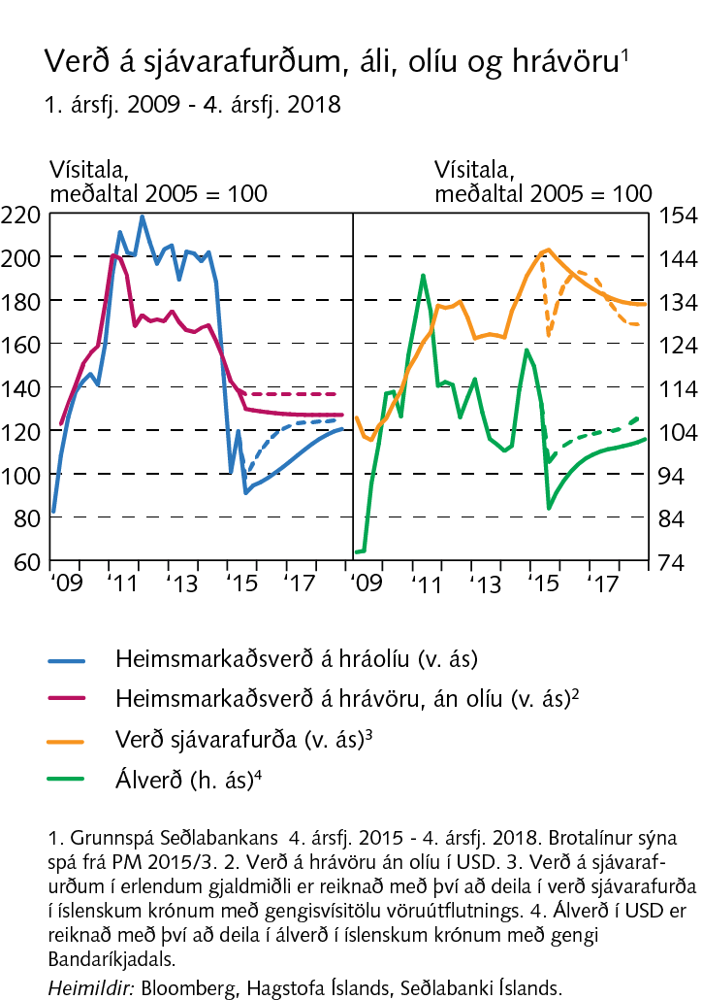 Verð á sjávarafurðum, áli, olíu og hrávöru¹
1. ársfj. 2009 - 4. ársfj. 2018
Vísitala,
meðaltal 2005 = 100
Vísitala,
meðaltal 2005 = 100
220
200
180
160
140
120
100
80
60
154
144
134
124
114
104
94
84
74
‘09 ‘11 ‘13 ‘15 ‘17 ‘09 ‘11 ‘13 ‘15 ‘17
Heimsmarkaðsverð á hráolíu (v. ás)
Heimsmarkaðsverð á hrávöru, án olíu (v. ás)²
Verð sjávarafurða (v. ás)³
Álverð (h. ás)⁴
1. Grunnspá Seðlabankans 4. ársfj. 2015 - 4. ársfj. 2018. Brotalínur sýna
spá frá PM 2015/3. 2. Verð á hrávöru án olíu í USD. 3. Verð á sjávaraf-
urðum í erlendum gjaldmiðli er reiknað með því að deila í verð sjávarafurða
í íslenskum krónum með gengisvísitölu vöruútflutnings. 4. Álverð í USD er
reiknað með því að deila í álverð í íslenskum krónum með gengi
Bandaríkjadals.
Heimildir: Bloomberg, Hagstofa Íslands, Seðlabanki Íslands.